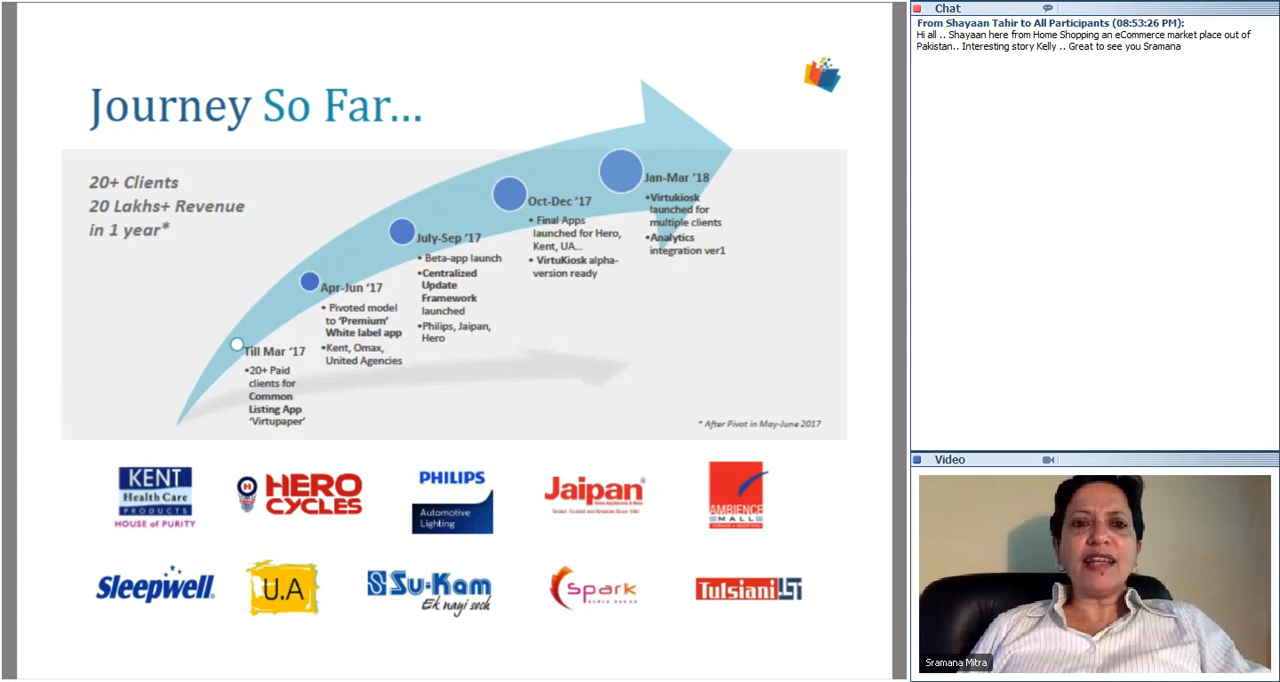 Journey So Far...
20+ Clients
20 Lakhs+ Revenue
in 1 year*
Till Mar '17
•20+ Paid
clients for
Common
Listing App
'Virtupaper'
Apr-Jun '17
• Pivoted model
to 'Premium'
White label app
•Kent, Omax,
United Agencies
July-Sep '17
• Beta-app launch
•Centralized
Update
Framework
launched
•Philips, Jaipan,
Hero
Oct-Dec '17
• Final Apps
launched for Hero,
Kent, UA...
• VirtuKiosk alpha-
version ready
Jan-Mar '18
•Virtukiosk
launched for
multiple clients
•Analytics
integration ver1
* After Pivot in May-June 2017
KENT
Health Care
PRODUCTS
HOUSE of PURITY
HERO
CYCLES
PHILIPS
Automotive
Lighting
Jaipan
AMBIENCE
MALL
Sleepwell
U.A
Su-Kam
Ek nayi soch
Spark
Tulsiani
Chat
From Shayaan Tahir to All Participants (08:53:26 PM):
Hi all .. Shayaan here from Home Shopping an eCommerce market place out of
Pakistan.. Interesting story Kelly .. Great to see you Sramana
Video
Sramana Mitra